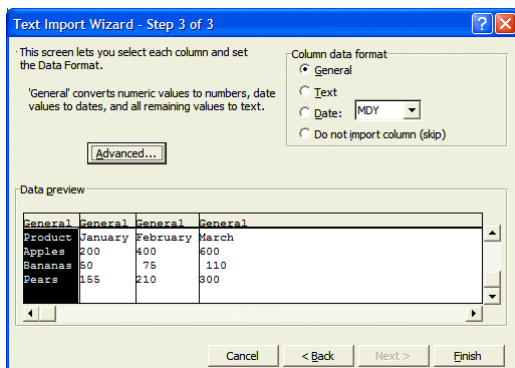 Text Import Wizard - Step 3 of 3
This screen lets you select each column and set
the Data Format.
'General' converts numeric values to numbers, date
values to dates, and all remaining values to text.
Advanced...
Column data format
General
Text
Date: MDY
Do not import column (skip)
Data preview
General General General General
Product January February March
Apples 200 400 600
Bananas 50 75 110
Pears 155 210 300
Cancel < Back Next > Finish